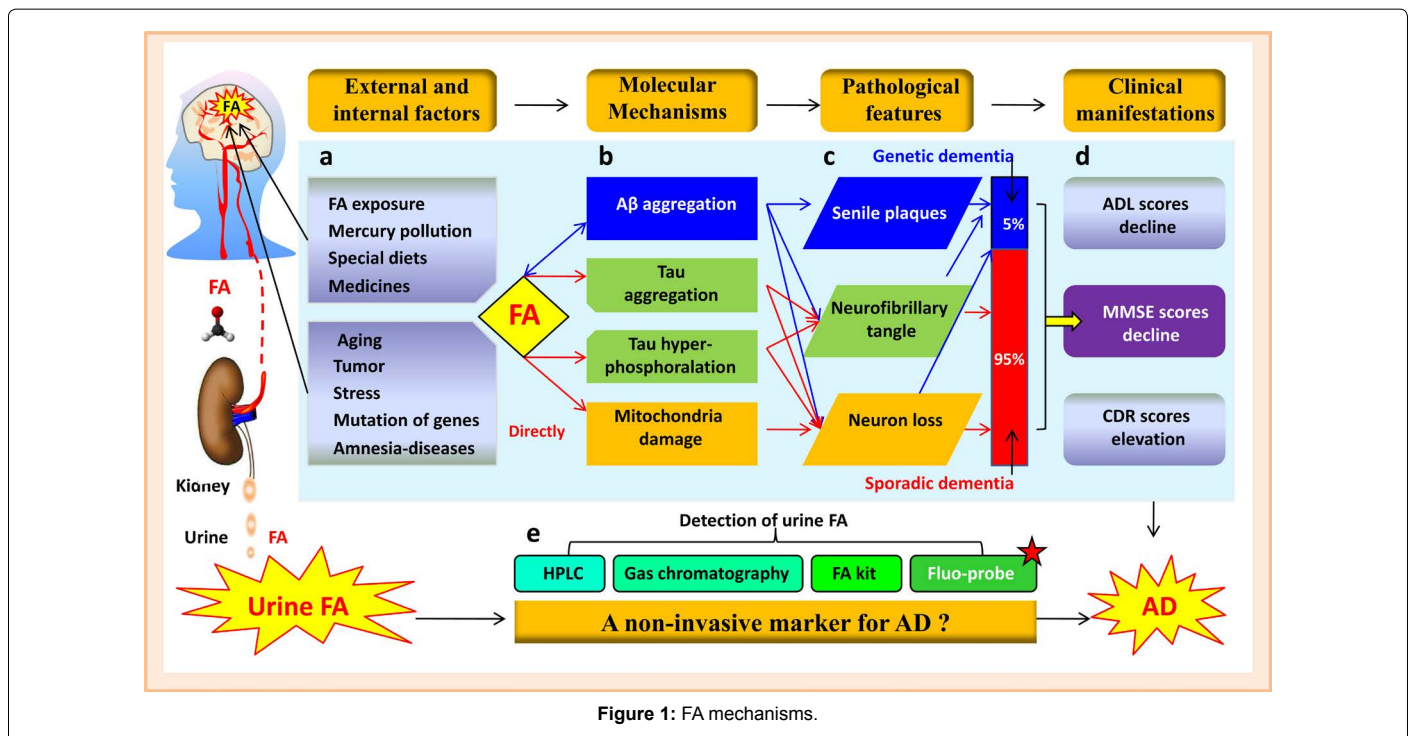 External and
internal factors
Molecular
Mechanisms
Pathological
features
Clinical
manifestations
FA
a
FA exposure
Mercury pollution
Special diets
Medicines
Aging
Tumor
Stress
Mutation of genes
Amnesia-diseases
FA
Directly
b
Aβ aggregation
Tau
aggregation
Tau hyper-
phosphoralation
Mitochondria
damage
c
Genetic dementia
Senile plaques
Neurofibrillary
tangle
Neuron loss
5%
95%
Sporadic dementia
d
ADL scores
decline
MMSE scores
decline
CDR scores
elevation
FA
Kidney
Urine
FA
Urine FA
e
Detection of urine FA
HPLC
Gas chromatography
FA kit
Fluo-probe
A non-invasive marker for AD ?
AD
Figure 1: FA mechanisms.